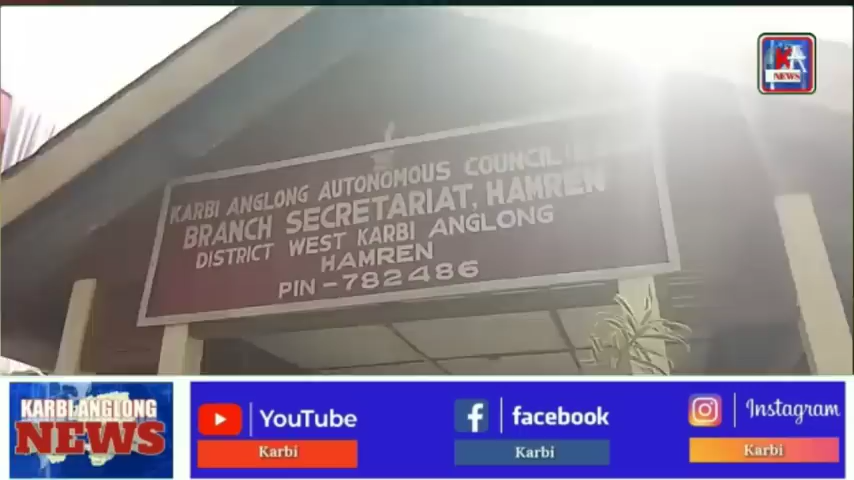 KA
NEWS
KARBI ANGLONG AUTONOMOUS COUNCIL
BRANCH SECRETARIAT, HAMREN
DISTRICT WEST KARBI ANGLONG
HAMREN
PIN - 782486
KARBI ANGLONG
NEWS
YouTube
Karbi
facebook
Karbi
Instagram
Karbi